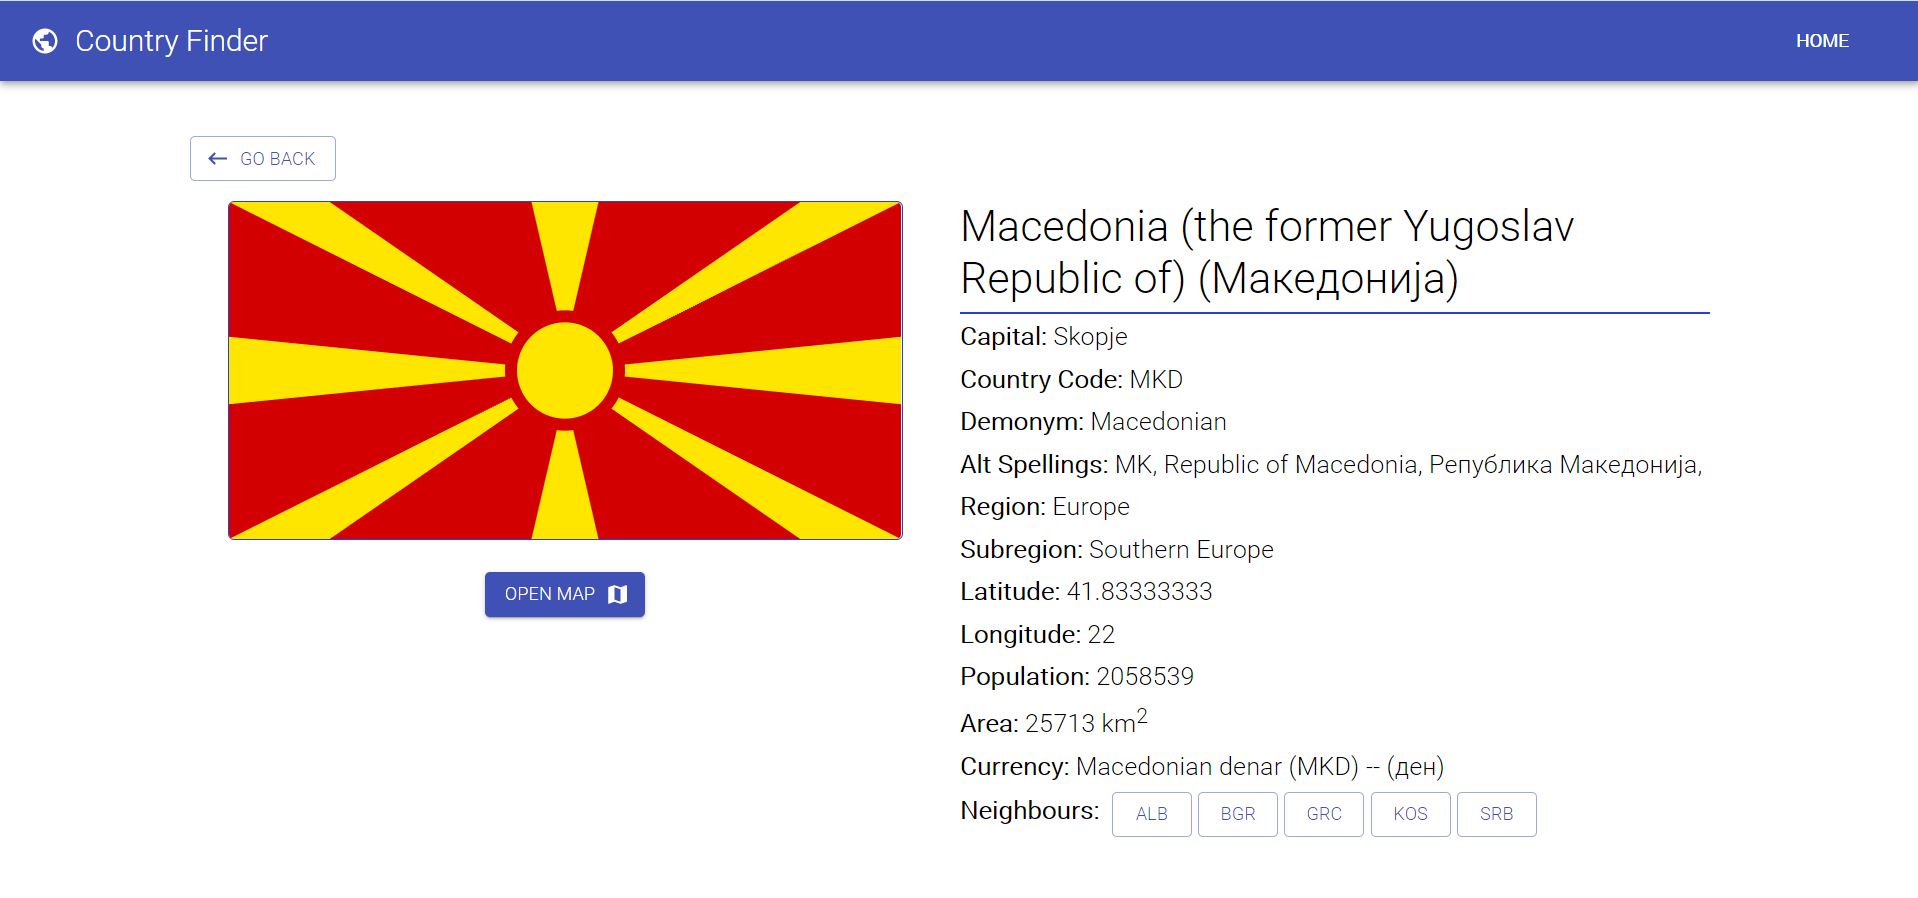 Country Finder
HOME
GO BACK
Macedonia (the former Yugoslav
Republic of) (Македонија)
Capital: Skopje
Country Code: MKD
Demonym: Macedonian
Alt Spellings: MK, Republic of Macedonia, Република Македонија,
Region: Europe
Subregion: Southern Europe
Latitude: 41.83333333
Longitude: 22
Population: 2058539
Area: 25713 km²
Currency: Macedonian denar (MKD) -- (ден)
Neighbours: ALB BGR GRC KOS SRB
OPEN MAP